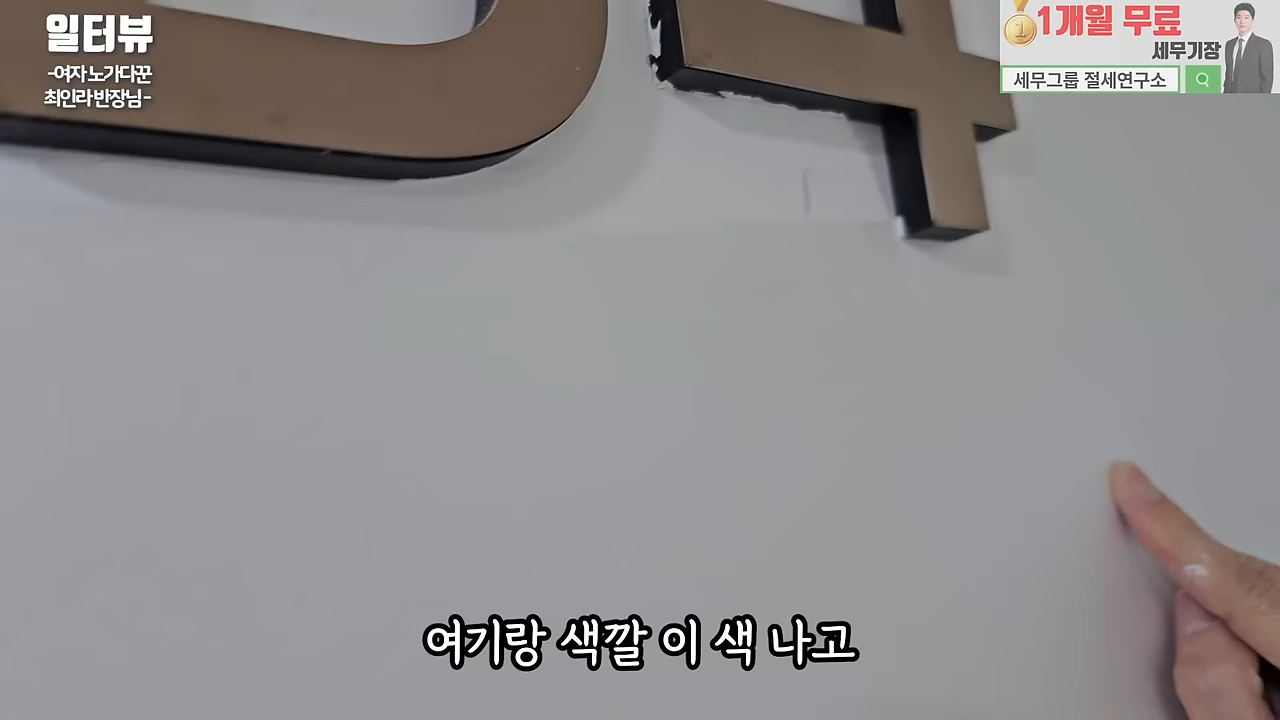 일터뷰
-여자 노가다꾼
최인라 반장님-
1개월 무료
세무기장
세무그룹 절세연구소
여기랑 색깔 이 색 나고
4